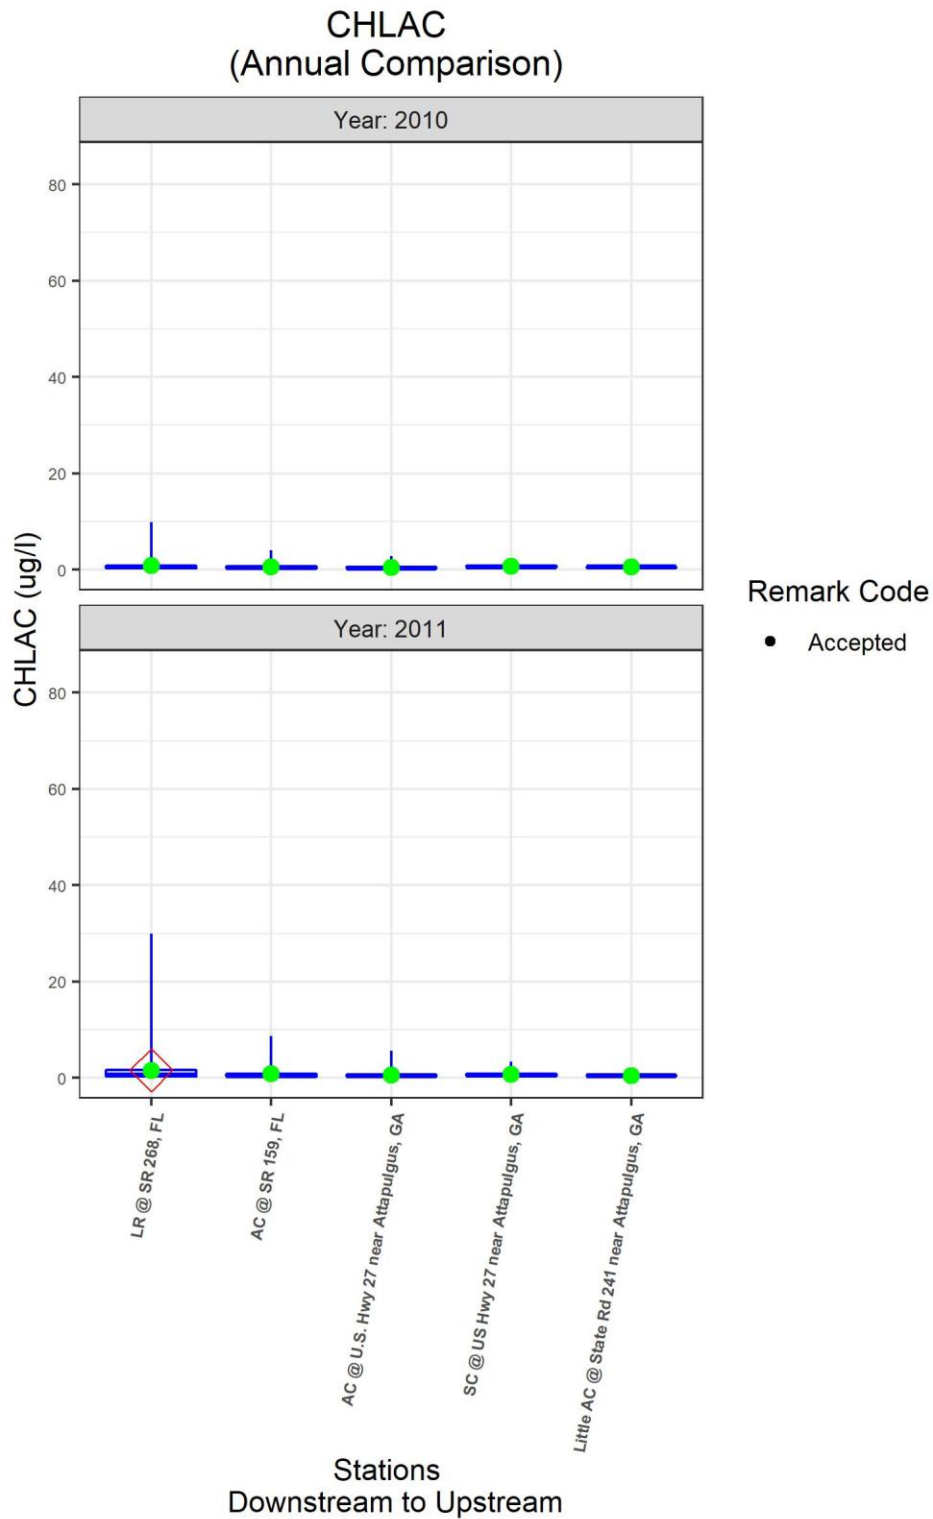 CHLAC
(Annual Comparison)
Year: 2010
80
60
40
20
0
CHLAC (ug/l)
Year: 2011
80
60
40
20
0
Remark Code
Accepted
LR @ SR 268, FL
AC @ SR 159, FL
AC @ U.S. Hwy 27 near Attapulgus, GA
SC @ US Hwy 27 near Attapulgus, GA
Little AC @ State Rd 241 near Attapulgus, GA
Stations
Downstream to Upstream